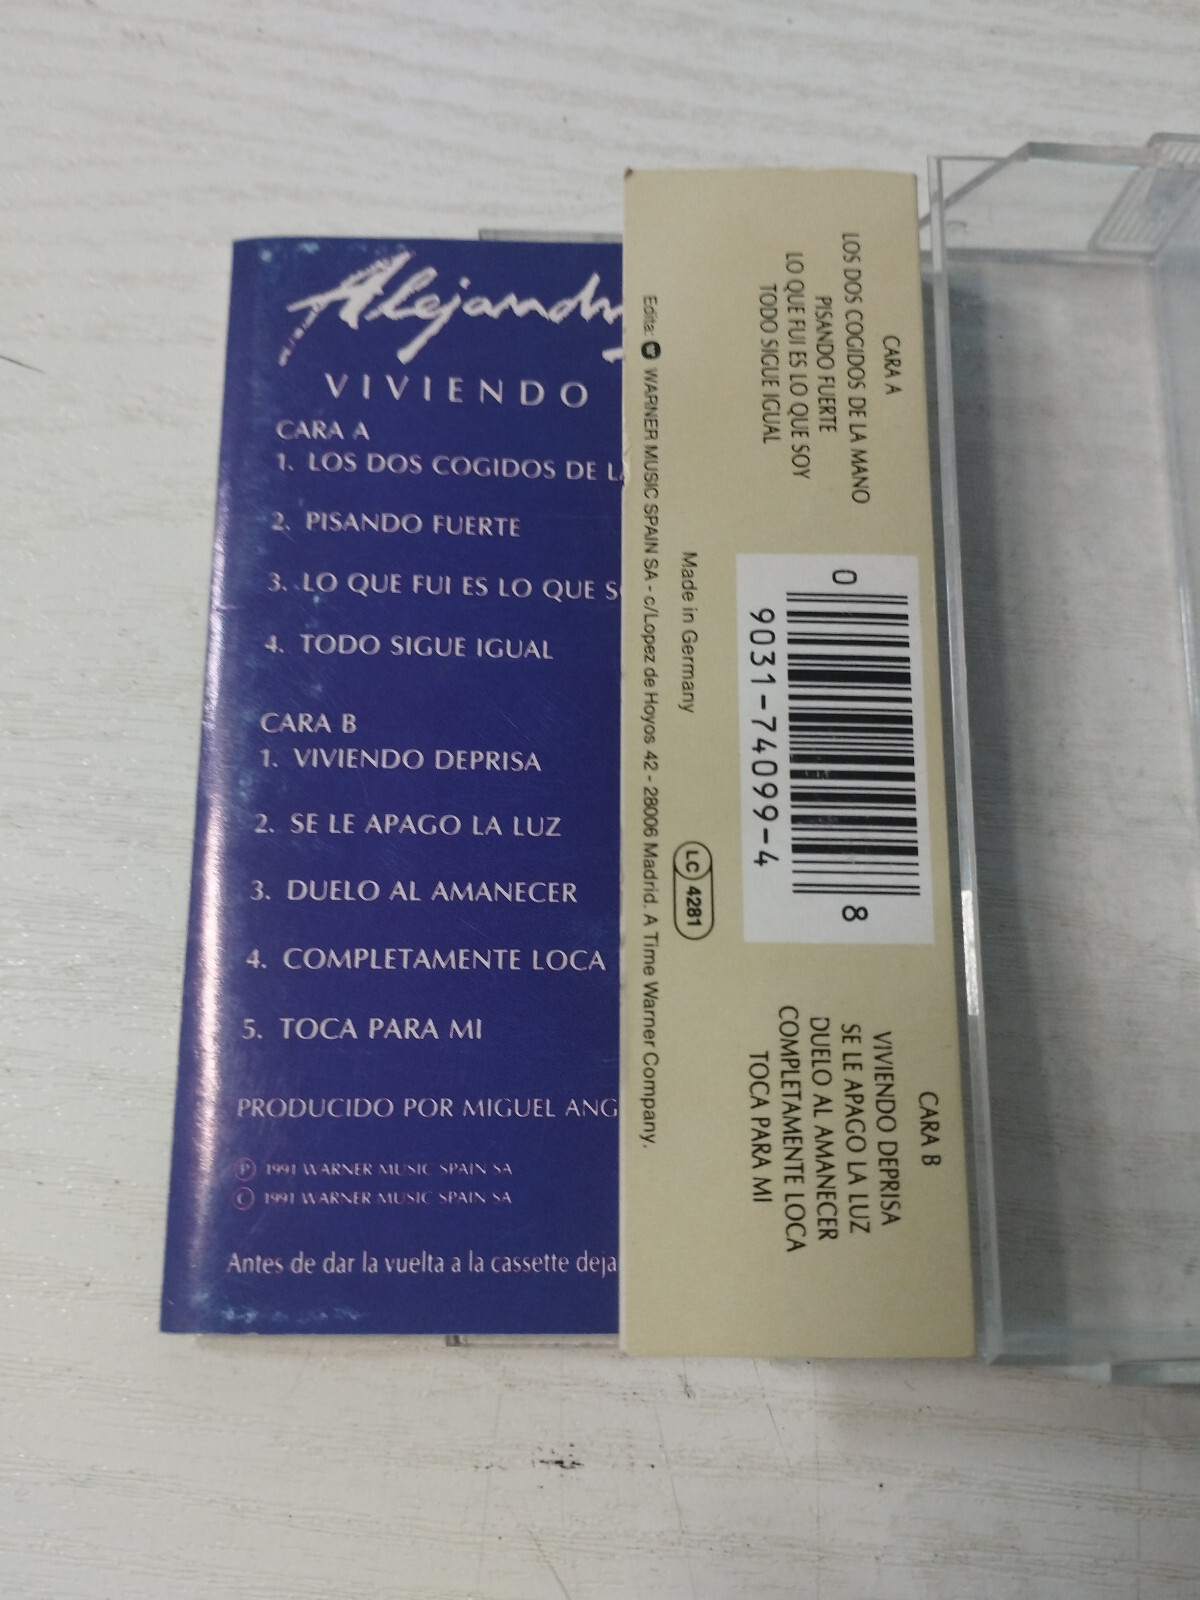 Alejandr
VIVIENDO
CARA A
1. LOS DOS COGIDOS DE LA
2. PISANDO FUERTE
3. LO QUE FUI ES LO QUE SO
4. TODO SIGUE IGUAL
CARA B
1. VIVIENDO DEPRISA
2. SE LE APAGO LA LUZ
3. DUELO AL AMANECER
4. COMPLETAMENTE LOCA
5. TOCA PARA MI
PRODUCIDO POR MIGUEL ANG
Ⓟ 1991 WARNER MUSIC SPAIN SA
© 1991 WARNER MUSIC SPAIN SA
Antes de dar la vuelta a la cassette deja
CARA A
LOS DOS COGIDOS DE LA MANO
PISANDO FUERTE
LO QUE FUI ES LO QUE SOY
TODO SIGUE IGUAL
0
9031-74099-4
8
CARA B
VIVIENDO DEPRISA
SE LE APAGO LA LUZ
DUELO AL AMANECER
COMPLETAMENTE LOCA
TOCA PARA MI
Made in Germany
LC 4281
Edita: WARNER MUSIC SPAIN SA - c/Lopez de Hoyos 42 - 28006 Madrid. A Time Warner Company.